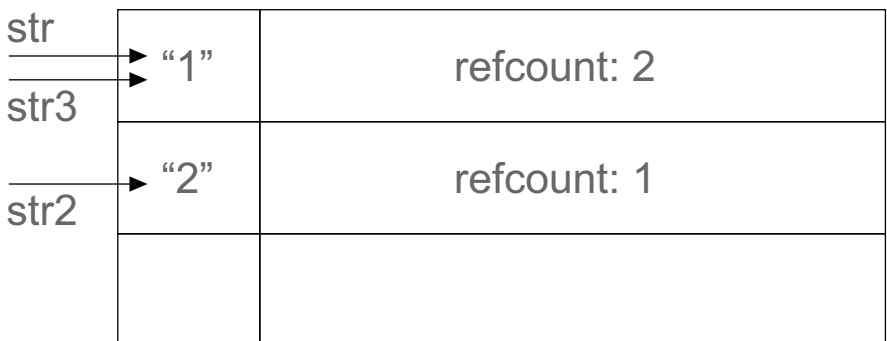 str
“1” refcount: 2
str3
“2” refcount: 1
str2